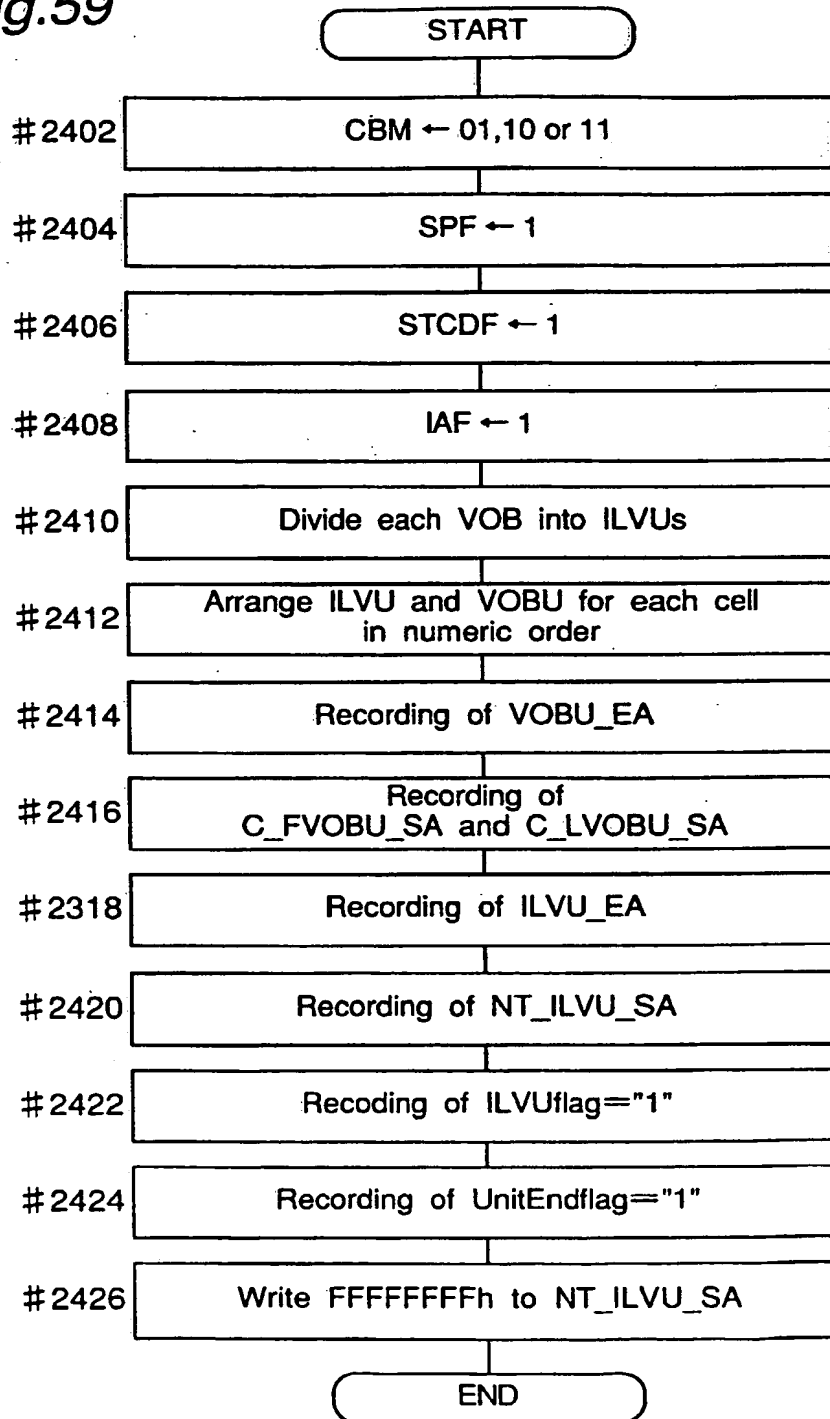 g.59
START
#2402 CBM ← 01,10 or 11
#2404 SPF ← 1
#2406 STCDF ← 1
#2408 IAF ← 1
#2410 Divide each VOB into ILVUs
#2412 Arrange ILVU and VOBU for each cell
in numeric order
#2414 Recording of VOBU_EA
#2416 Recording of
C_FVOBU_SA and C_LVOBU_SA
#2318 Recording of ILVU_EA
#2420 Recording of NT_ILVU_SA
#2422 Recoding of ILVUflag="1"
#2424 Recording of UnitEndflag="1"
#2426 Write FFFFFFFFh to NT_ILVU_SA
END